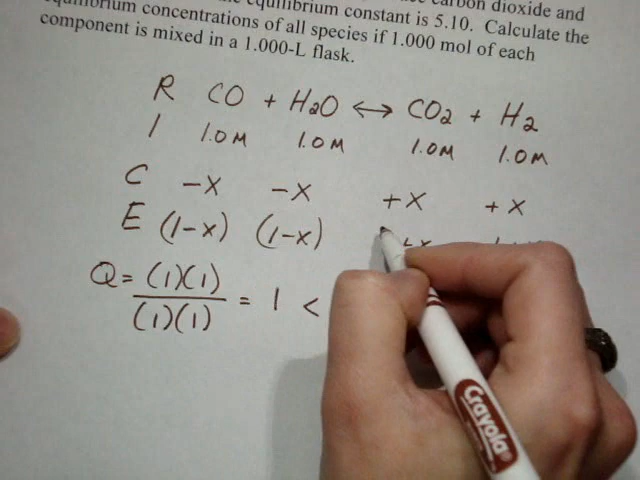 carbon dioxide and
equilibrium constant is 5.10. Calculate the
equilibrium concentrations of all species if 1.000 mol of each
component is mixed in a 1.000-L flask.
R CO + H2O ↔ CO2 + H2
I 1.0M 1.0M 1.0M 1.0M
C -x -x +x +x
E (1-x) (1-x) +x
Q = (1)(1) / (1)(1) = 1 <
Crayola